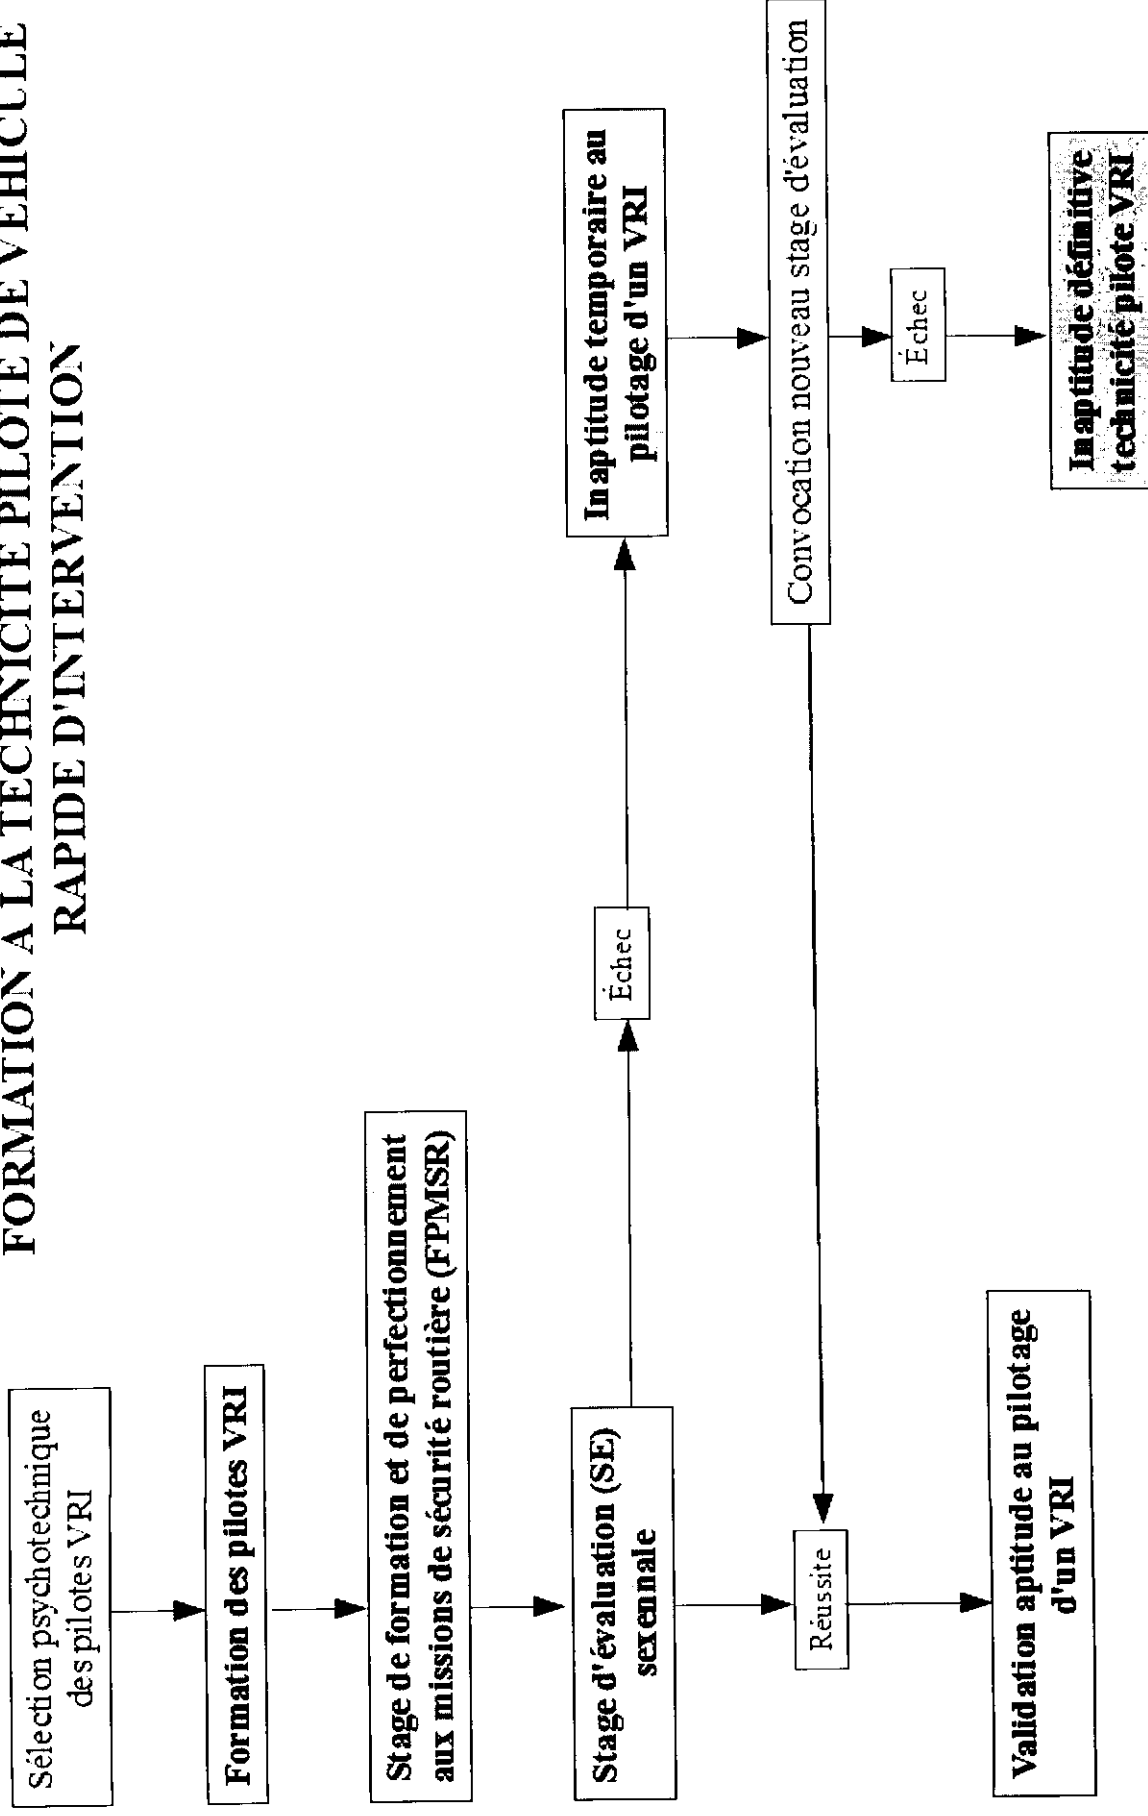 FORMATION A LA TECHNICITE PILOTE DE VEHICULE
RAPIDE D'INTERVENTION
Sélection psychotechnique
des pilotes VRI
Formation des pilotes VRI
Stage de formation et de perfectionnement
aux missions de sécurité routière (FPMSR)
Stage d'évaluation (SE)
sexennale
Échec
Inaptitude temporaire au
pilotage d'un VRI
Convocation nouveau stage d'évaluation
Réussite
Échec
Validation aptitude au pilotage
d'un VRI
Inaptitude définitive
technicité pilote VRI